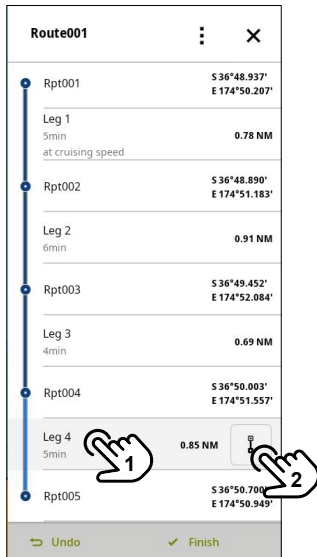 Route001
Rpt001
S 36°48.937'
E 174°50.207'
Leg 1
5min
at cruising speed
0.78 NM
Rpt002
S 36°48.890'
E 174°51.183'
Leg 2
6min
0.91 NM
Rpt003
S 36°49.452'
E 174°52.084'
Leg 3
4min
0.69 NM
Rpt004
S 36°50.003'
E 174°51.557'
Leg 4
5min
0.85 NM
1
2
Rpt005
S 36°50.700'
E 174°50.949'
Undo
Finish